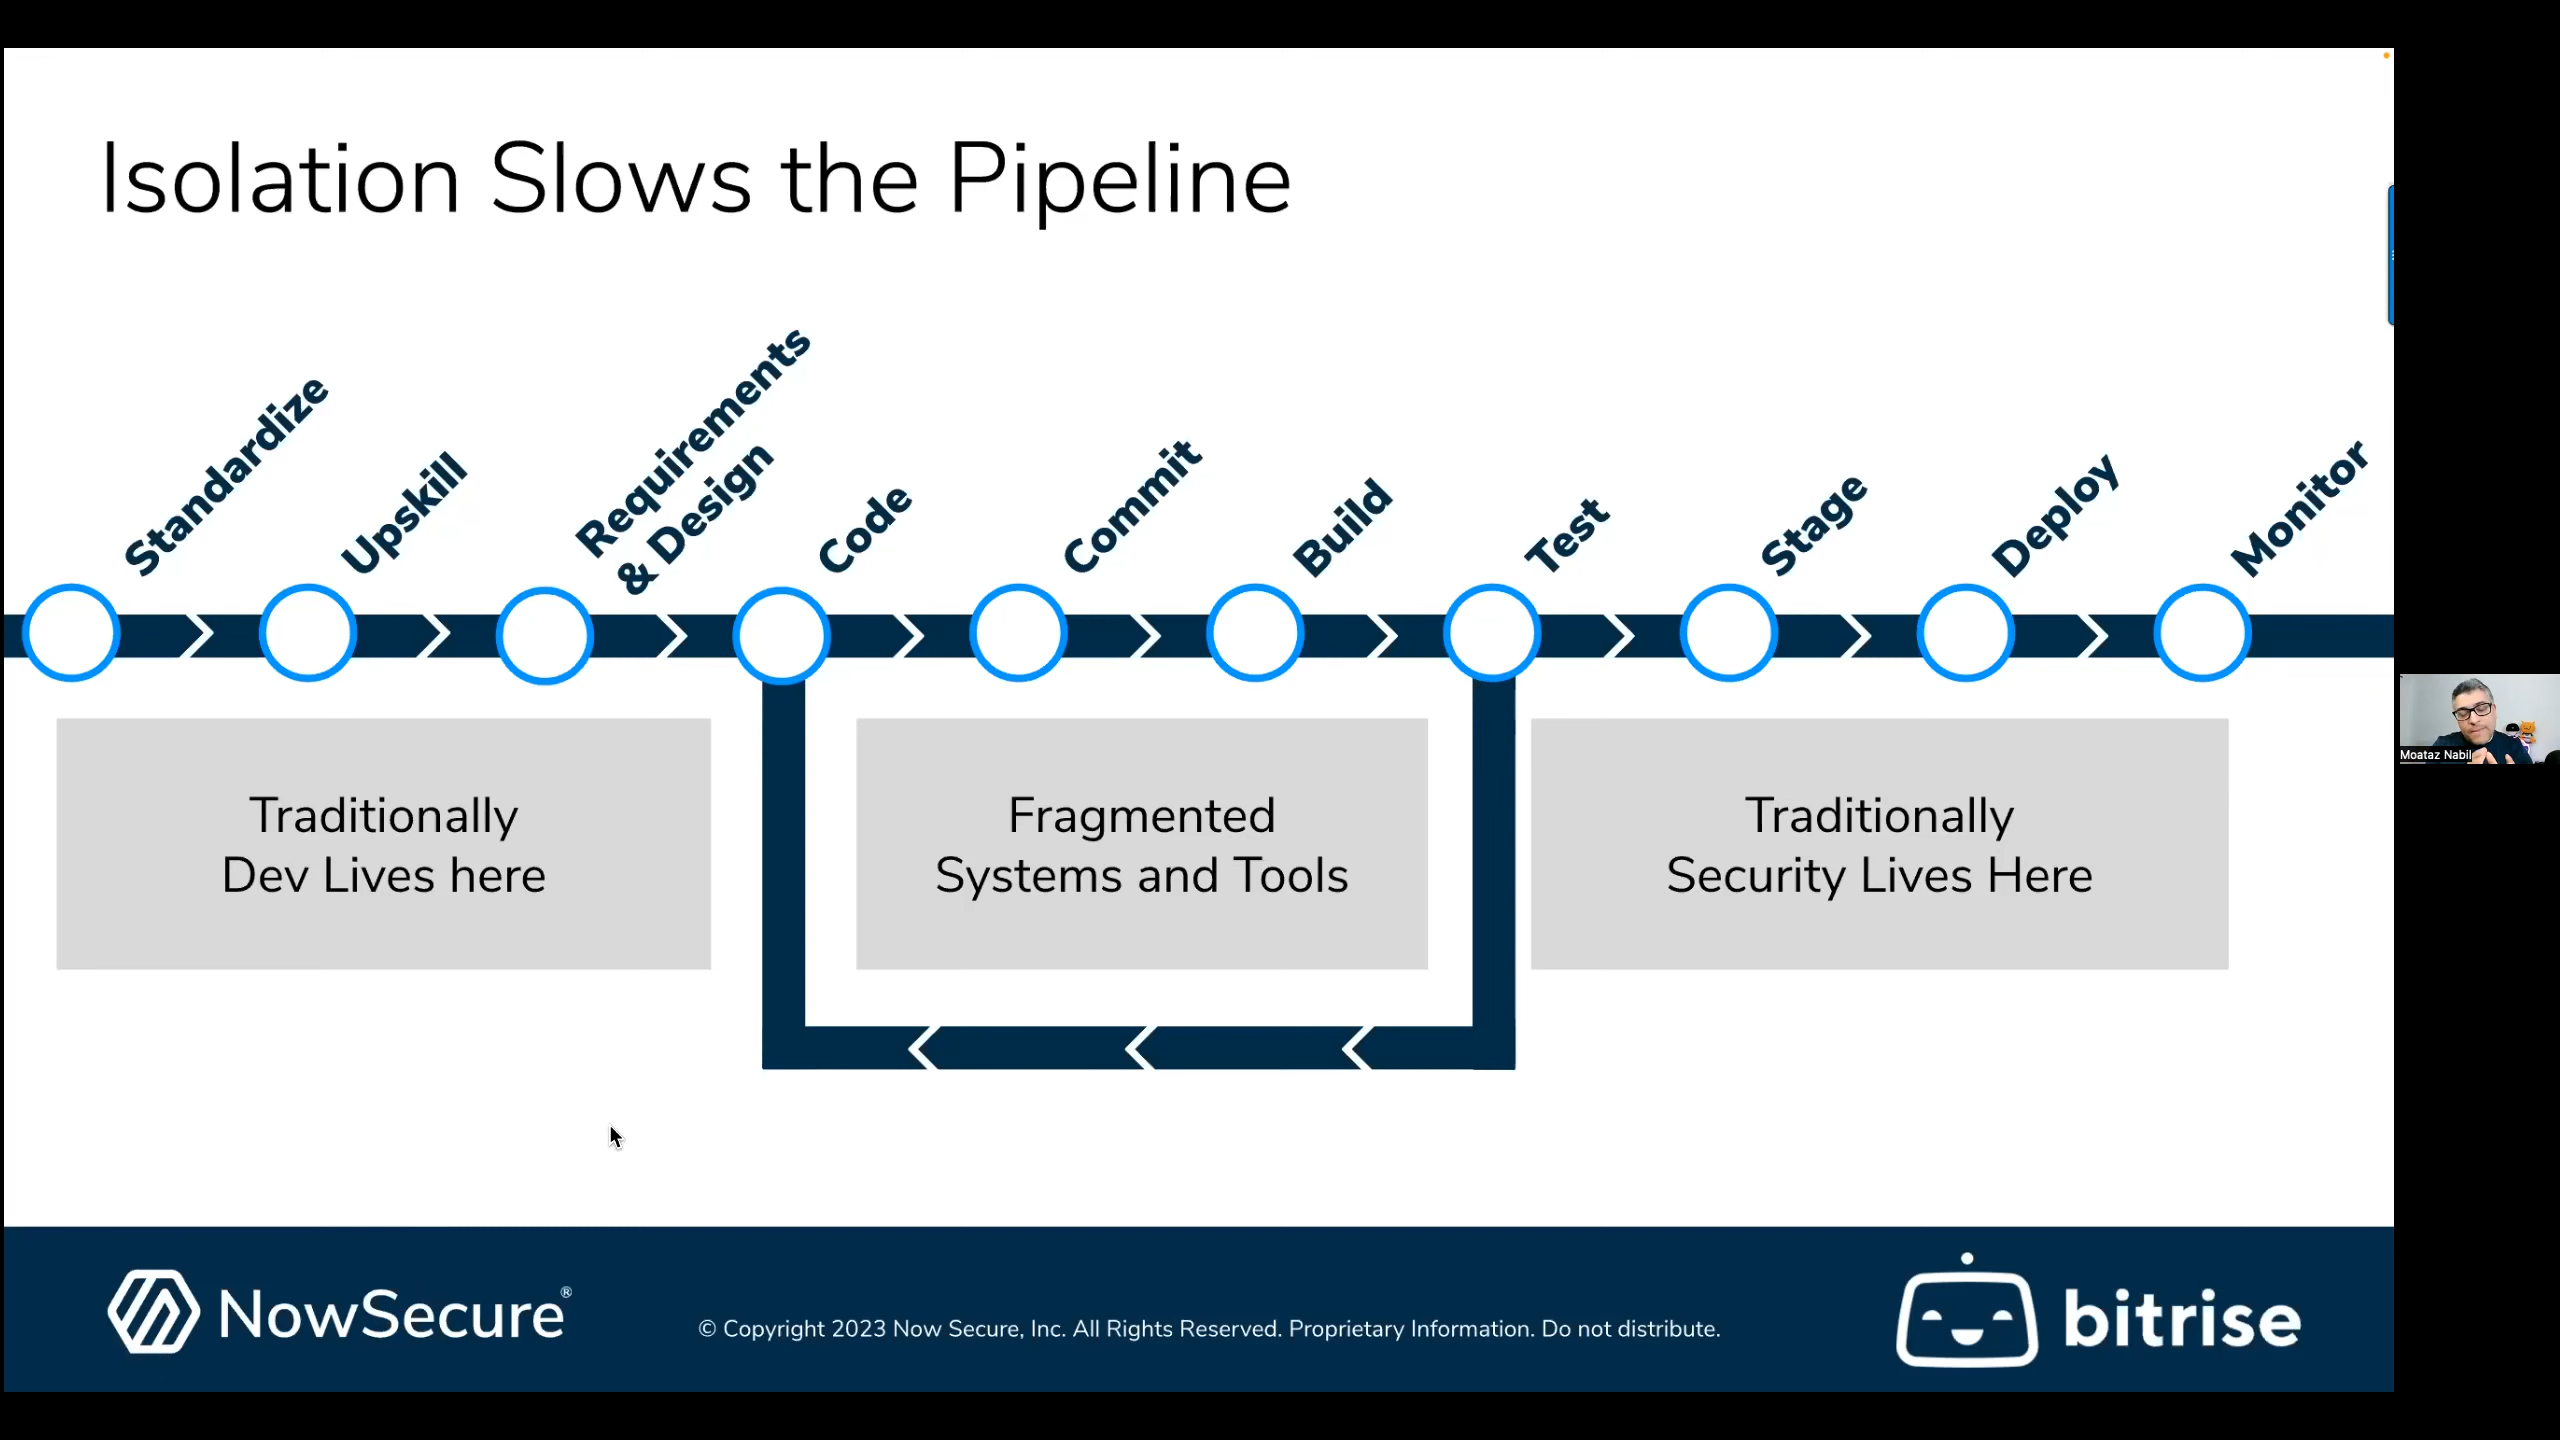 Isolation Slows the Pipeline
Standardize
Upskill
Requirements
& Design
Code
Commit
Build
Test
Stage
Deploy
Monitor
Traditionally
Dev Lives here
Fragmented
Systems and Tools
Traditionally
Security Lives Here
Moataz Nabil
NowSecure®
© Copyright 2023 Now Secure, Inc. All Rights Reserved. Proprietary Information. Do not distribute.
bitrise